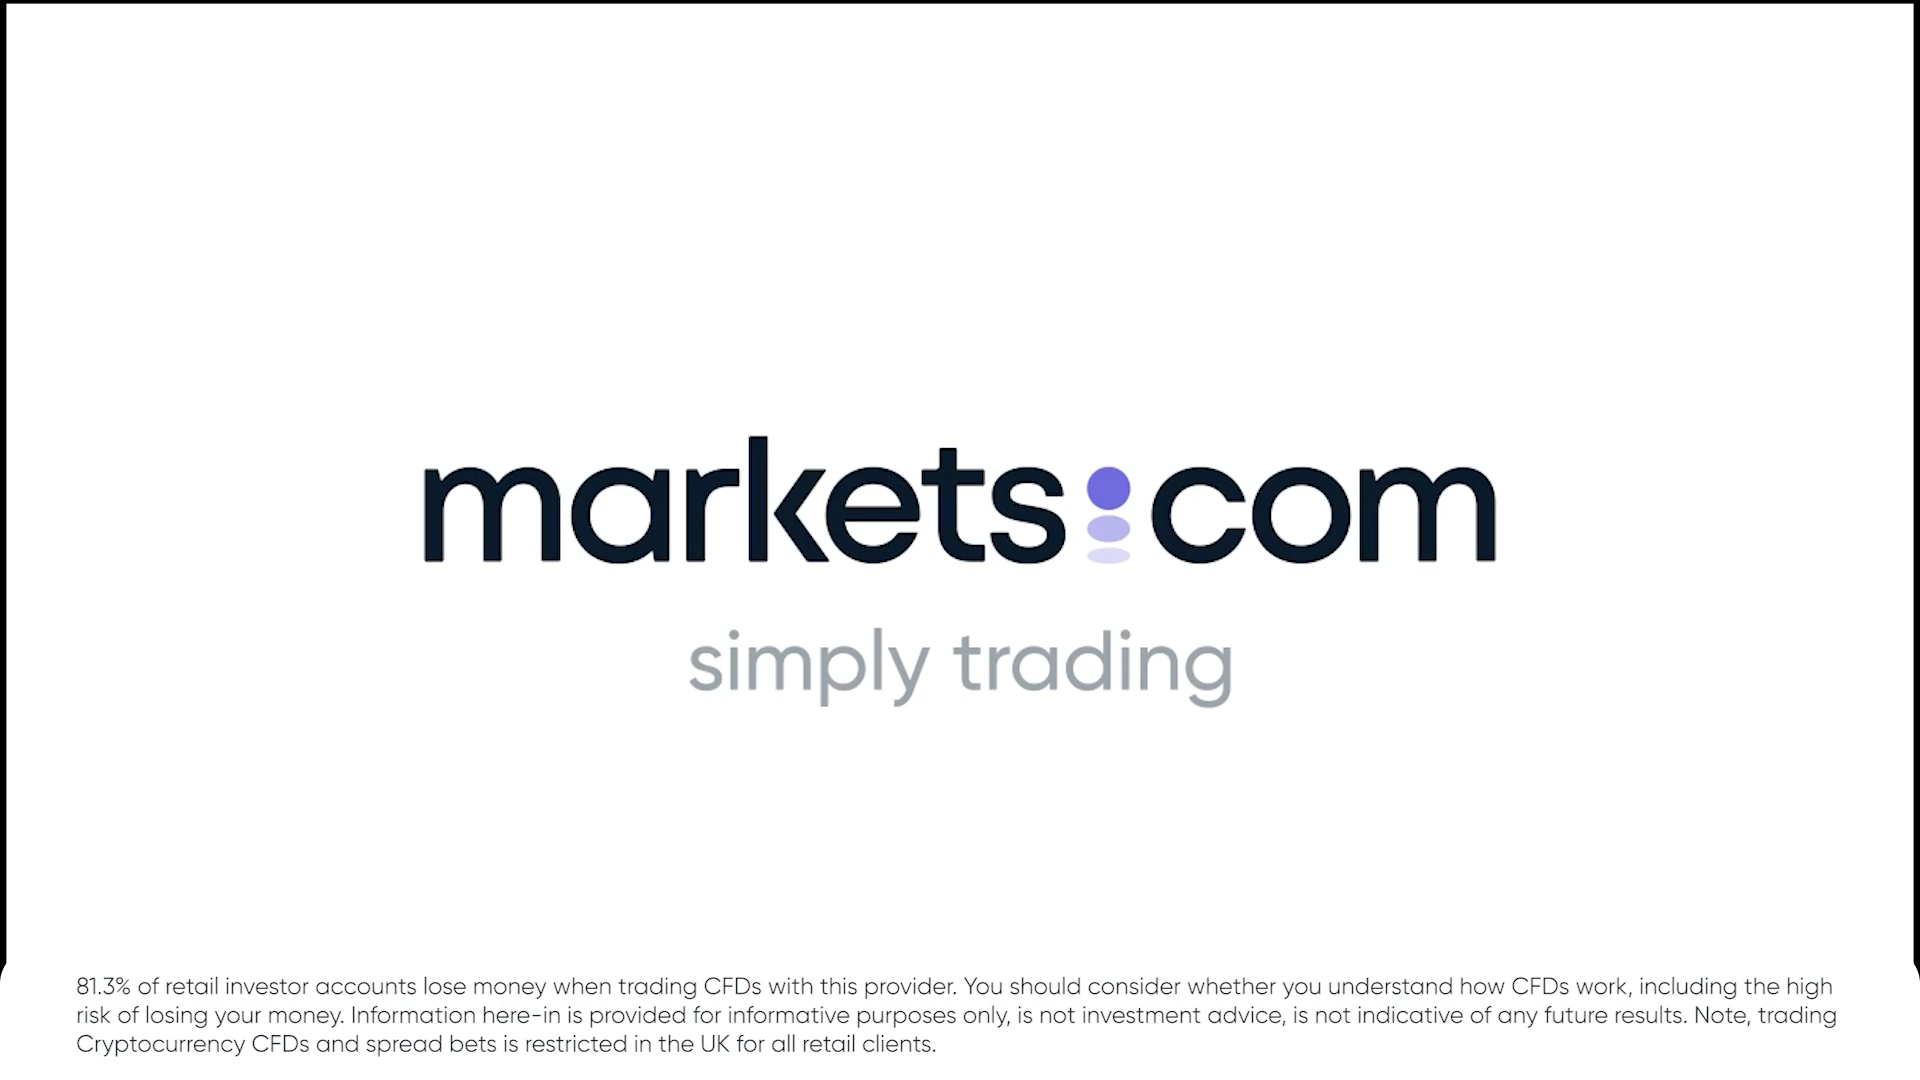 markets.com
simply trading
81.3% of retail investor accounts lose money when trading CFDs with this provider. You should consider whether you understand how CFDs work, including the high
risk of losing your money. Information here-in is provided for informative purposes only, is not investment advice, is not indicative of any future results. Note, trading
Cryptocurrency CFDs and spread bets is restricted in the UK for all retail clients.